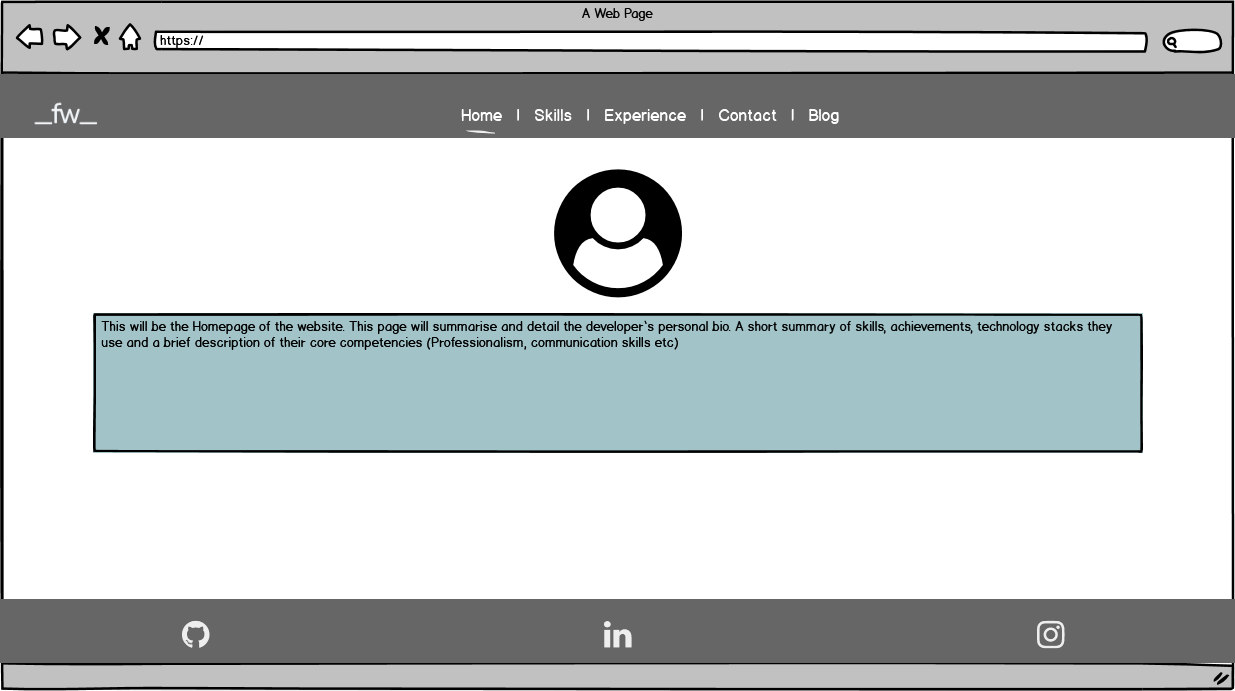 A Web Page
https://
_fw_
Home | Skills | Experience | Contact | Blog
This will be the Homepage of the website. This page will summarise and detail the developer`s personal bio. A short summary of skills, achievements, technology stacks they
use and a brief description of their core competencies (Professionalism, communication skills etc)
in